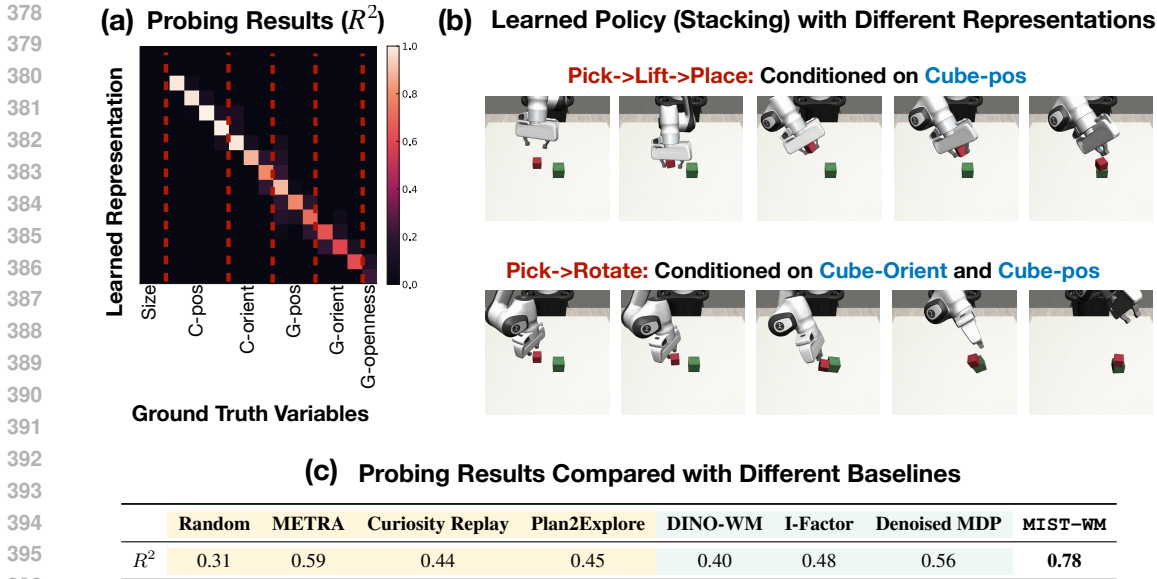 378
379
380
381
382
383
384
385
386
387
388
389
390
391
392
393
394
395
(a) Probing Results (R²)
Learned Representation
1.0
0.8
0.6
0.4
0.2
0.0
Size
C-pos
C-orient
G-pos
G-orient
G-openness
Ground Truth Variables
(b) Learned Policy (Stacking) with Different Representations
Pick->Lift->Place: Conditioned on Cube-pos
Pick->Rotate: Conditioned on Cube-Orient and Cube-pos
(c) Probing Results Compared with Different Baselines
Random METRA Curiosity Replay Plan2Explore DINO-WM I-Factor Denoised MDP MIST-WM
R² 0.31 0.59 0.44 0.45 0.40 0.48 0.56 0.78